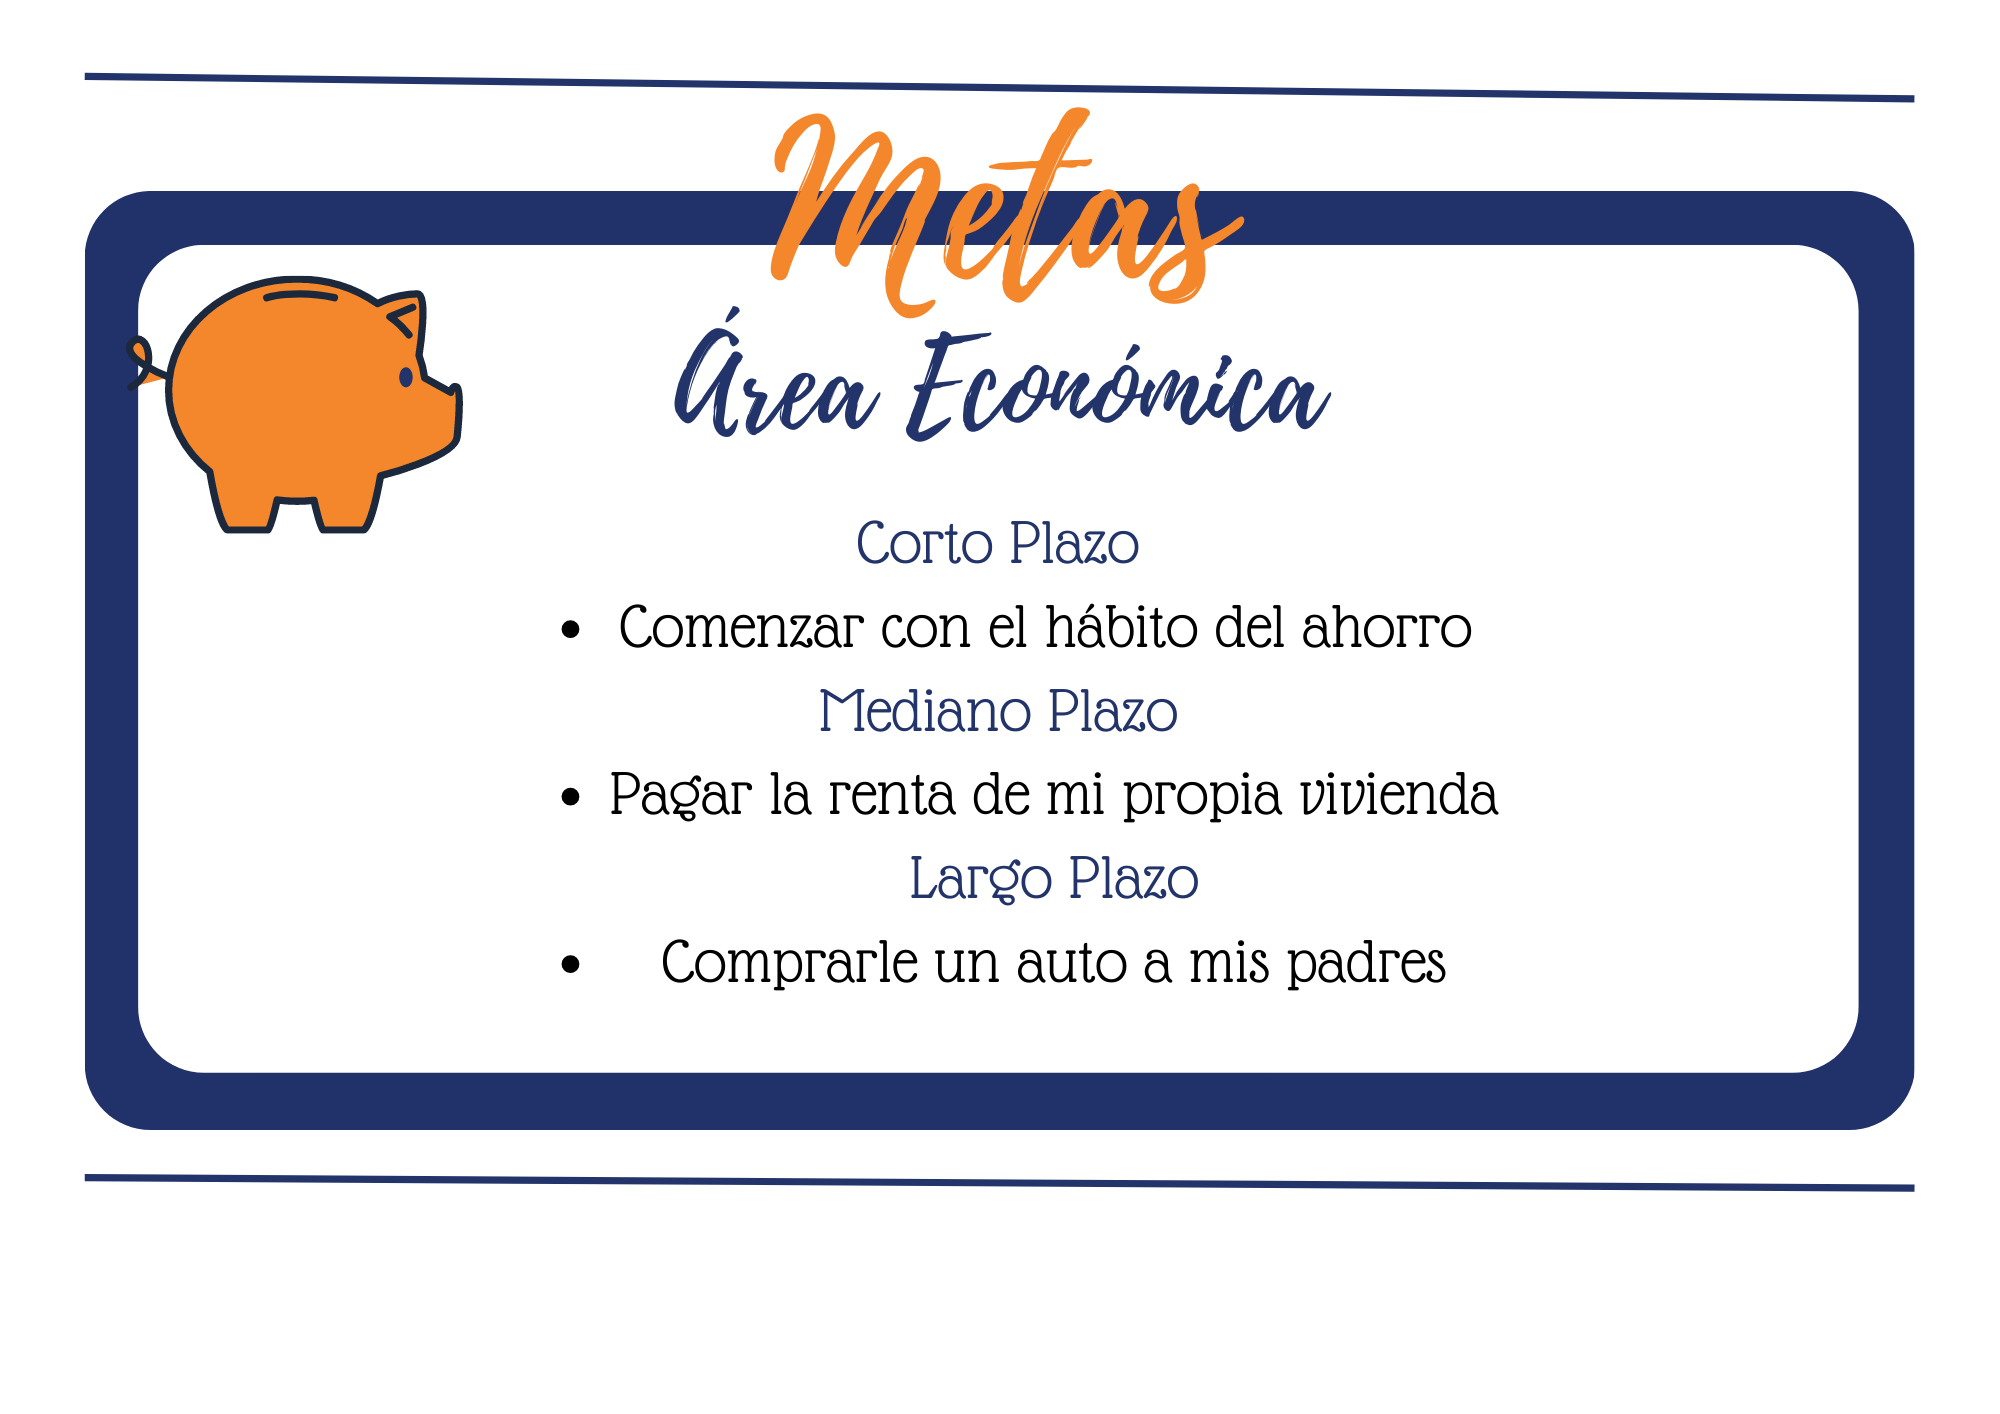 Metas
Área Económica
Corto Plazo
• Comenzar con el hábito del ahorro
Mediano Plazo
• Pagar la renta de mi propia vivienda
Largo Plazo
• Comprarle un auto a mis padres